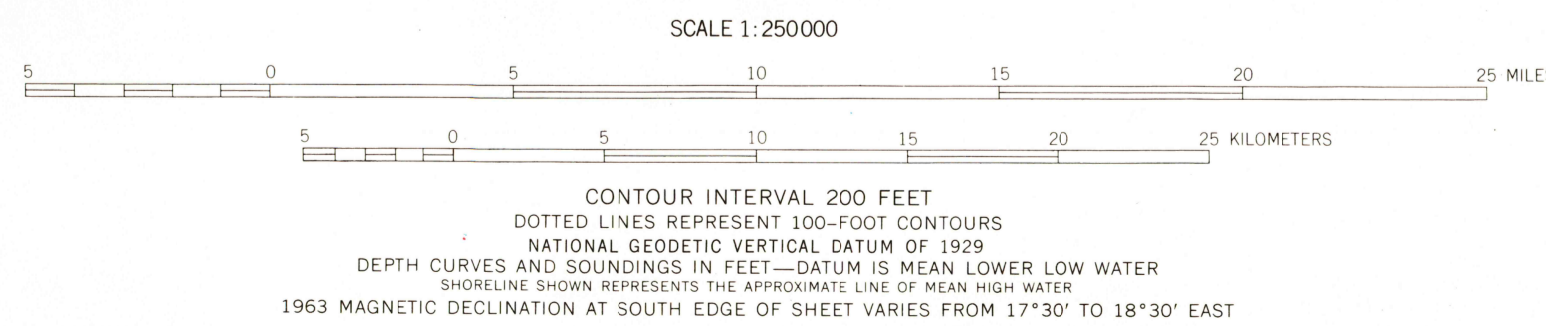 SCALE 1:250000
5 0 5 10 15 20 25 MILE
5 0 5 10 15 20 25 KILOMETERS
CONTOUR INTERVAL 200 FEET
DOTTED LINES REPRESENT 100-FOOT CONTOURS
NATIONAL GEODETIC VERTICAL DATUM OF 1929
DEPTH CURVES AND SOUNDINGS IN FEET—DATUM IS MEAN LOWER LOW WATER
SHORELINE SHOWN REPRESENTS THE APPROXIMATE LINE OF MEAN HIGH WATER
1963 MAGNETIC DECLINATION AT SOUTH EDGE OF SHEET VARIES FROM 17°30′ TO 18°30′ EAST